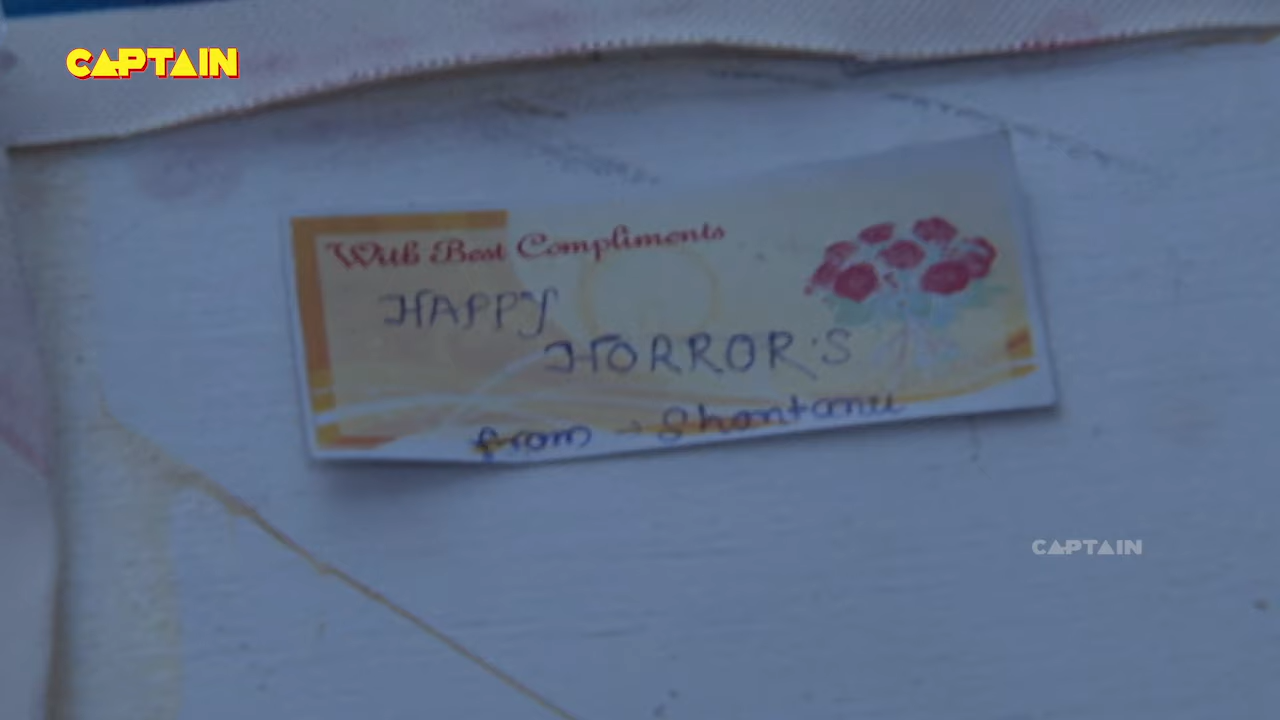 CAPTAIN
With Best Compliments
HAPPY
HORROR'S
from → Shantanu
CAPTAIN